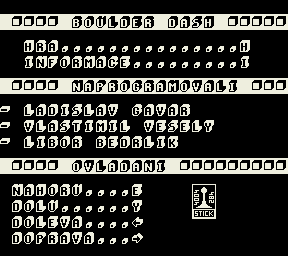 BOULDER DASH
HRA...............H
INFORMACE.........I
NAPROGRAMOVALI
LADISLAV GAVAR
VLASTIMIL VESELY
LIBOR BEDRLIK
OVLADANI
NAHORU....E
DOLU......Y
DOLEVA....←
DOPRAVA...→
STICK